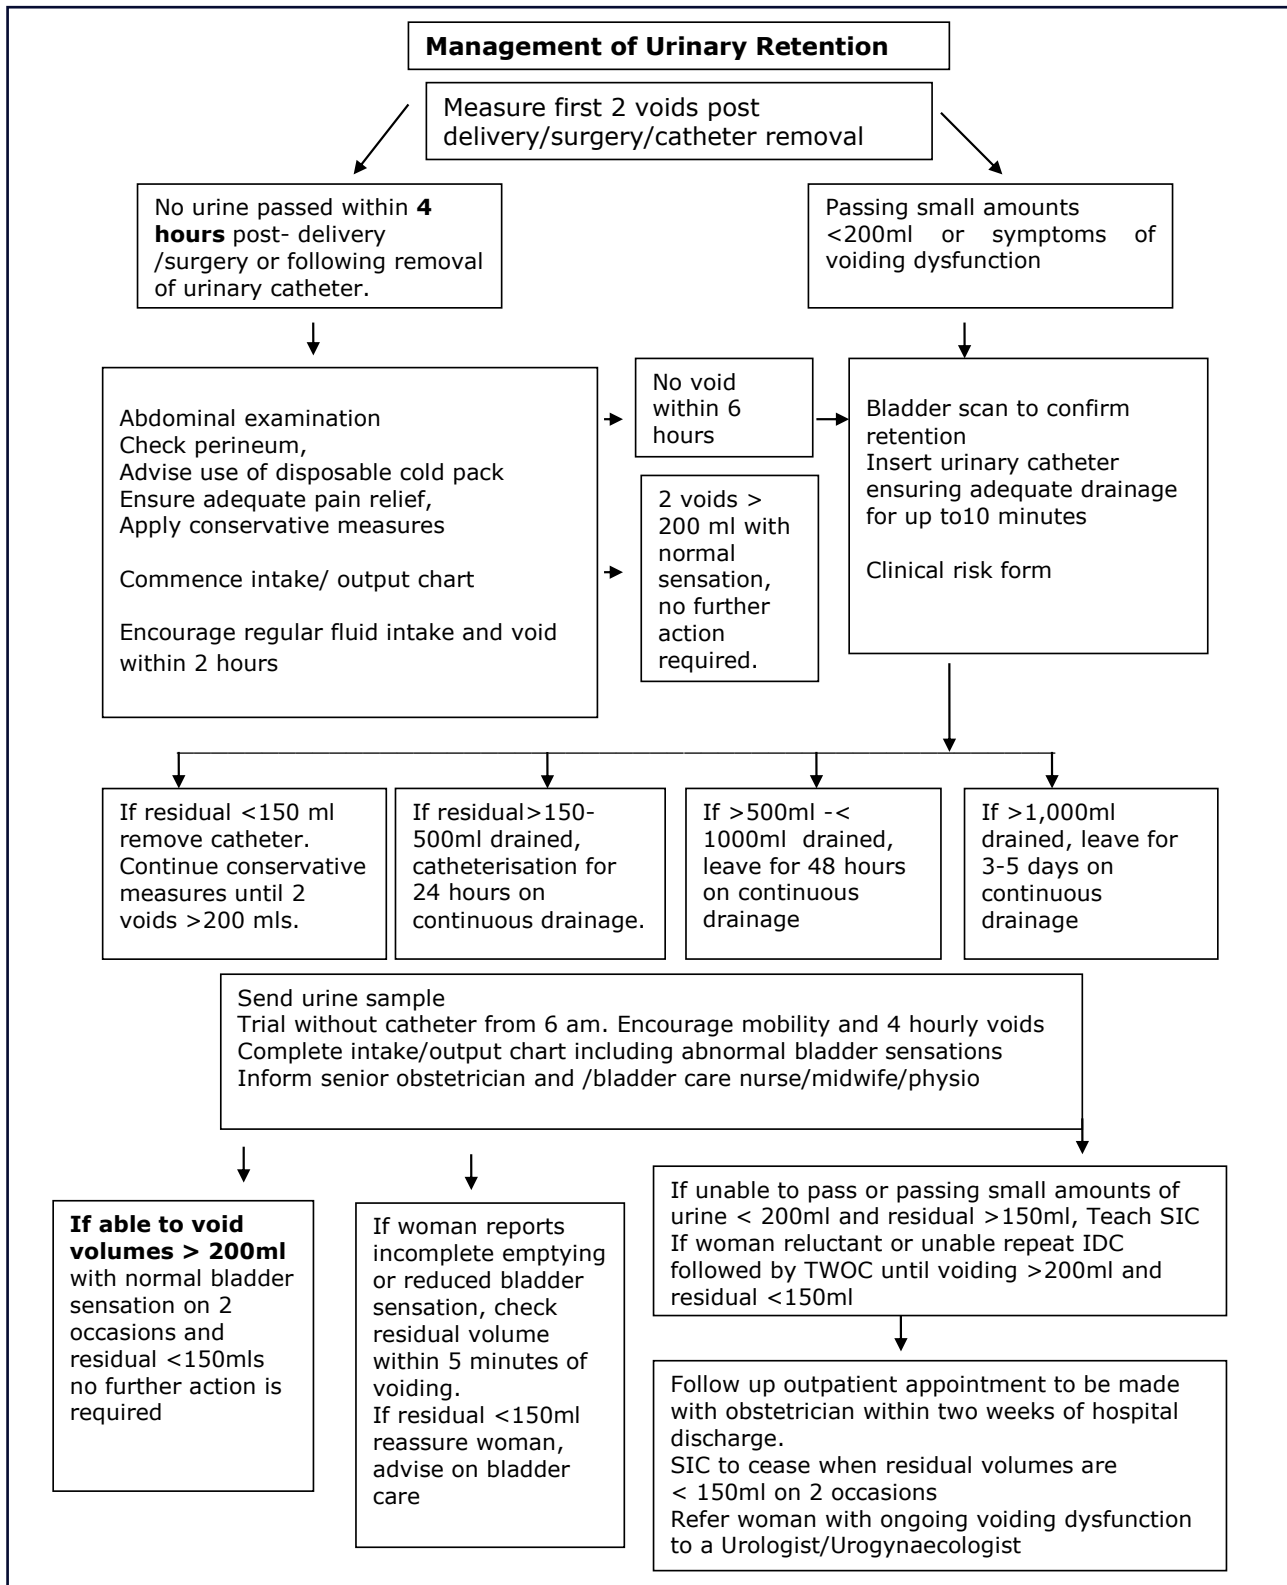 Management of Urinary Retention
Measure first 2 voids post
delivery/surgery/catheter removal
No urine passed within 4
hours post- delivery
/surgery or following removal
of urinary catheter.
Passing small amounts
<200ml or symptoms of
voiding dysfunction
Abdominal examination
Check perineum,
Advise use of disposable cold pack
Ensure adequate pain relief,
Apply conservative measures
Commence intake/ output chart
Encourage regular fluid intake and void
within 2 hours
No void
within 6
hours
2 voids >
200 ml with
normal
sensation,
no further
action
required.
Bladder scan to confirm
retention
Insert urinary catheter
ensuring adequate drainage
for up to10 minutes
Clinical risk form
If residual <150 ml
remove catheter.
Continue conservative
measures until 2
voids >200 mls.
If residual>150-
500ml drained,
catheterisation for
24 hours on
continuous drainage.
If >500ml -<
1000ml drained,
leave for 48 hours
on continuous
drainage
If >1,000ml
drained, leave for
3-5 days on
continuous
drainage
Send urine sample
Trial without catheter from 6 am. Encourage mobility and 4 hourly voids
Complete intake/output chart including abnormal bladder sensations
Inform senior obstetrician and /bladder care nurse/midwife/physio
If able to void
volumes > 200ml
with normal bladder
sensation on 2
occasions and
residual <150mls
no further action is
required
If woman reports
incomplete emptying
or reduced bladder
sensation, check
residual volume
within 5 minutes of
voiding.
If residual <150ml
reassure woman,
advise on bladder
care
If unable to pass or passing small amounts of
urine < 200ml and residual >150ml, Teach SIC
If woman reluctant or unable repeat IDC
followed by TWOC until voiding >200ml and
residual <150ml
Follow up outpatient appointment to be made
with obstetrician within two weeks of hospital
discharge.
SIC to cease when residual volumes are
< 150ml on 2 occasions
Refer woman with ongoing voiding dysfunction
to a Urologist/Urogynaecologist